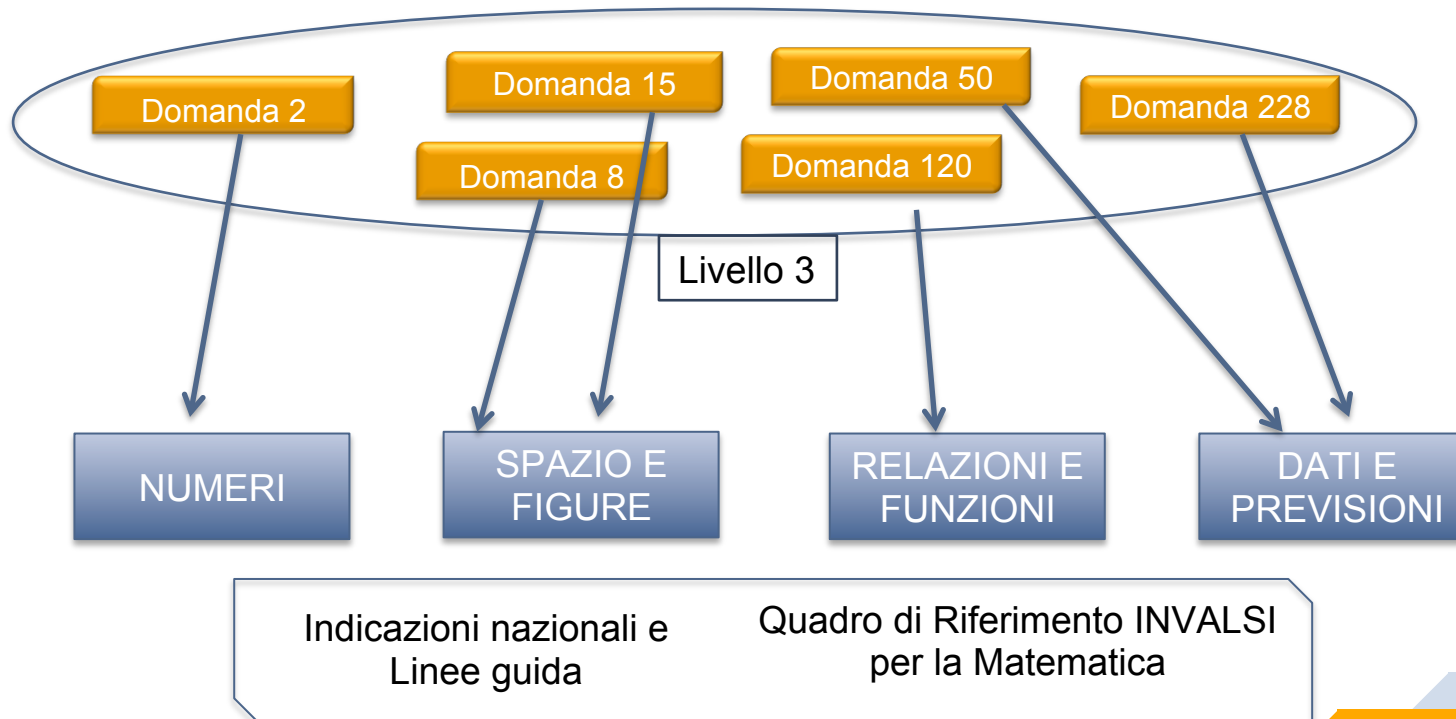 Domanda 2
Domanda 15
Domanda 50
Domanda 228
Domanda 8
Domanda 120
Livello 3
NUMERI
SPAZIO E
FIGURE
RELAZIONI E
FUNZIONI
DATI E
PREVISIONI
Indicazioni nazionali e
Linee guida
Quadro di Riferimento INVALSI
per la Matematica